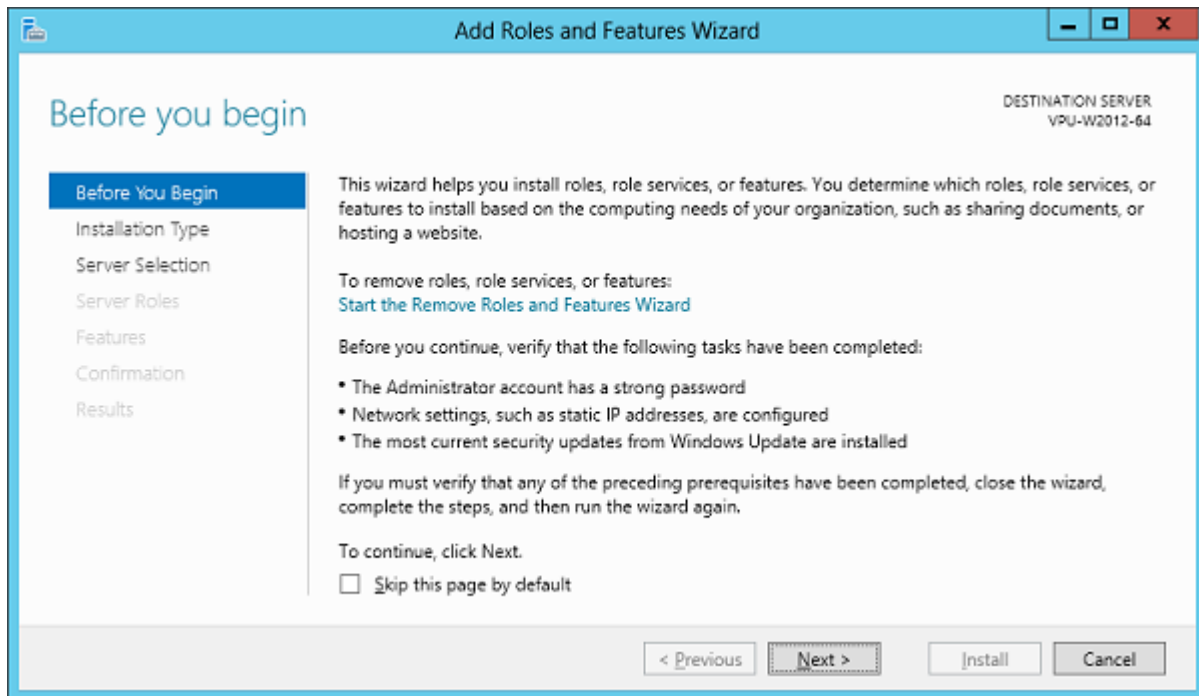 Add Roles and Features Wizard
Before you begin
DESTINATION SERVER
VPU-W2012-64
Before You Begin
Installation Type
Server Selection
Server Roles
Features
Confirmation
Results
This wizard helps you install roles, role services, or features. You determine which roles, role services, or
features to install based on the computing needs of your organization, such as sharing documents, or
hosting a website.
To remove roles, role services, or features:
Start the Remove Roles and Features Wizard
Before you continue, verify that the following tasks have been completed:
• The Administrator account has a strong password
• Network settings, such as static IP addresses, are configured
• The most current security updates from Windows Update are installed
If you must verify that any of the preceding prerequisites have been completed, close the wizard,
complete the steps, and then run the wizard again.
To continue, click Next.
Skip this page by default
< Previous
Next >
Install
Cancel